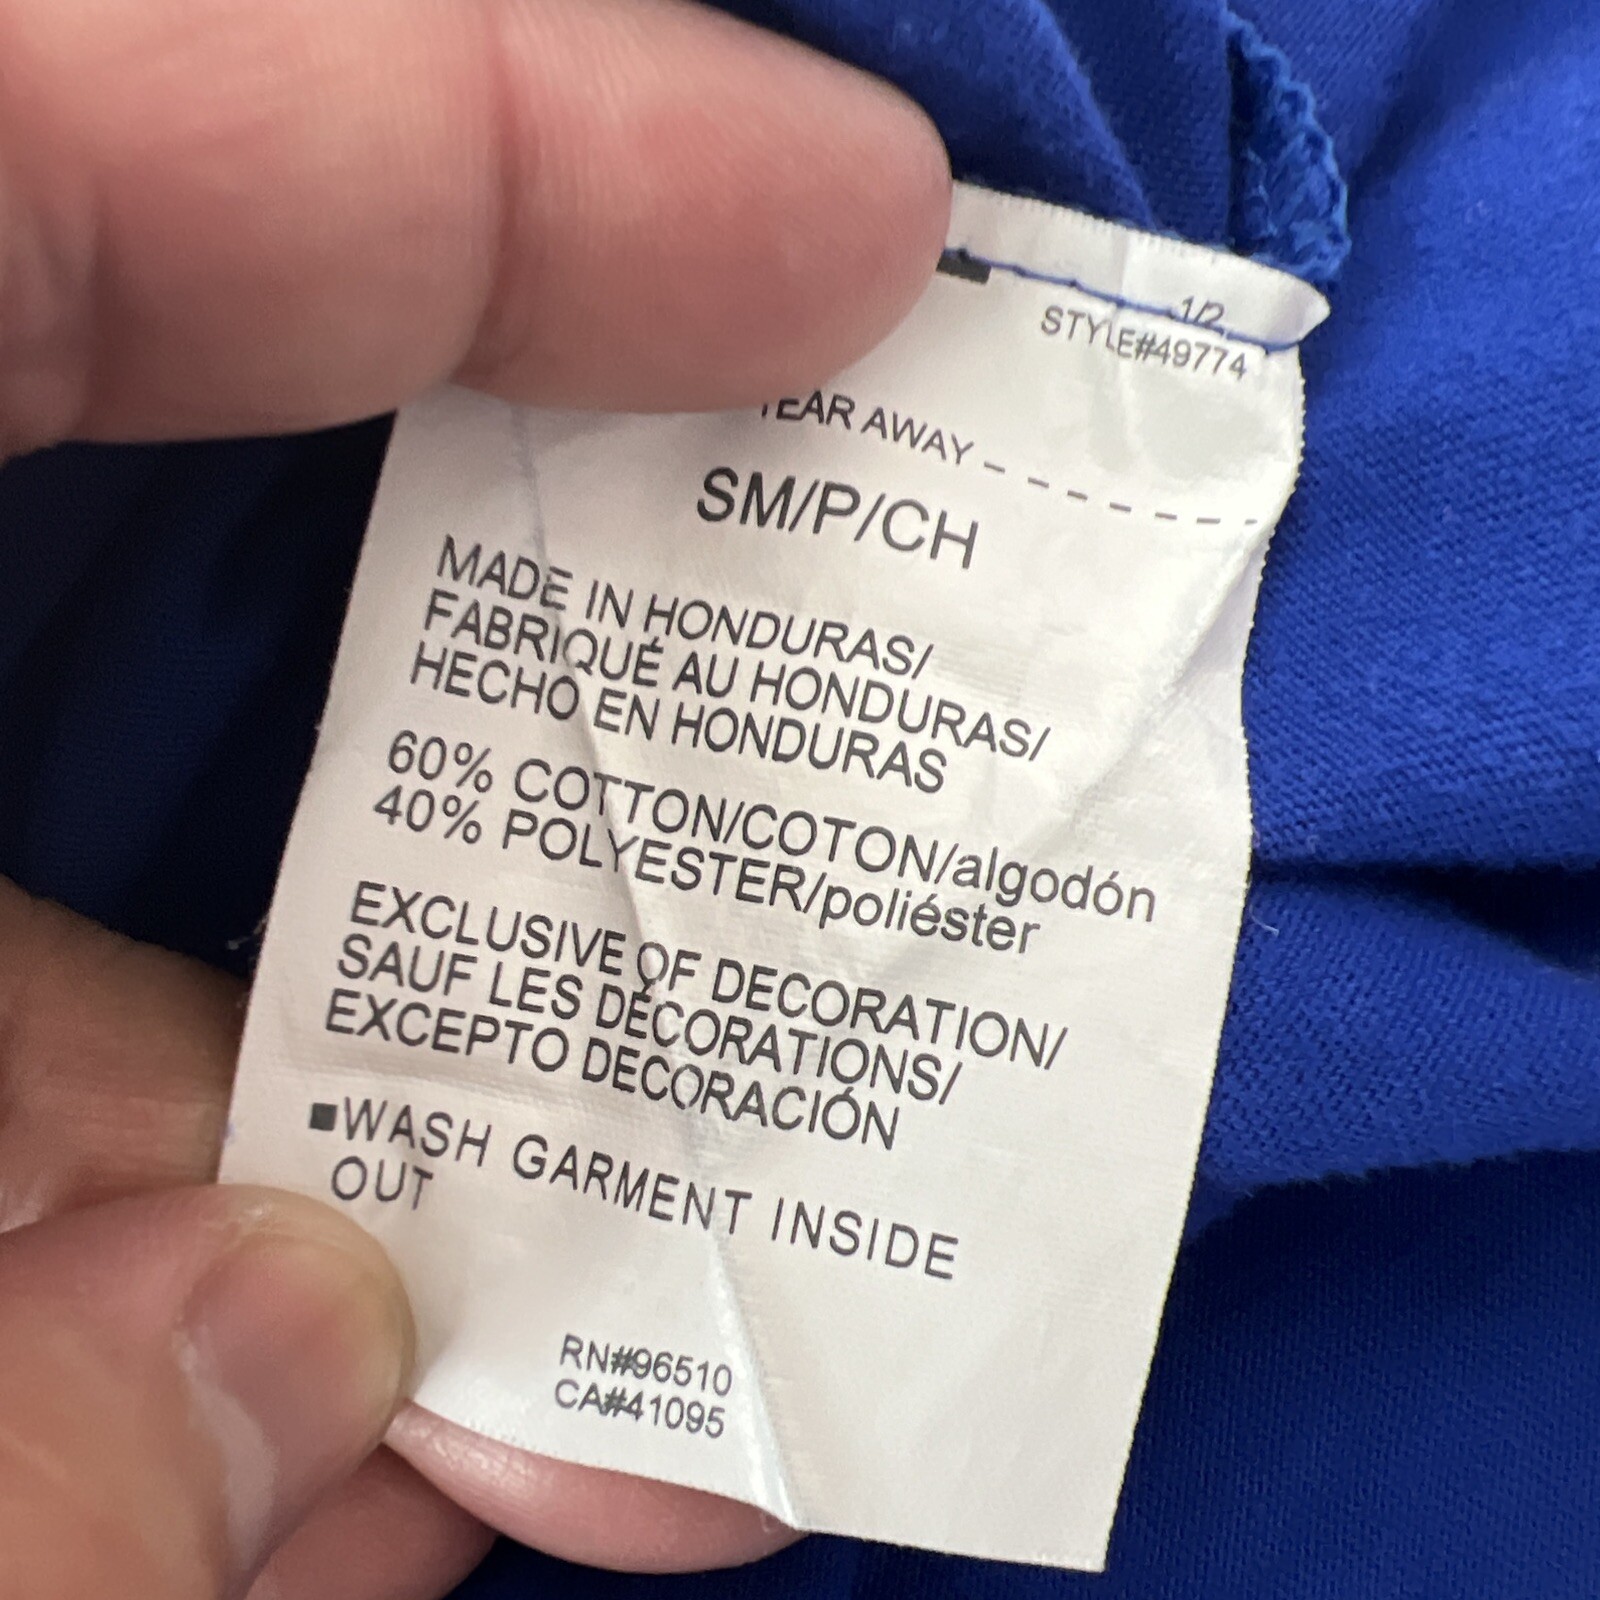 1/2
STYLE#49774
TEAR AWAY
SM/P/CH
MADE IN HONDURAS/
FABRIQUÉ AU HONDURAS/
HECHO EN HONDURAS
60% COTTON/COTON/algodón
40% POLYESTER/poliéster
EXCLUSIVE OF DECORATION/
SAUF LES DÉCORATIONS/
EXCEPTO DECORACIÓN
■WASH GARMENT INSIDE
OUT
RN#96510
CA#41095